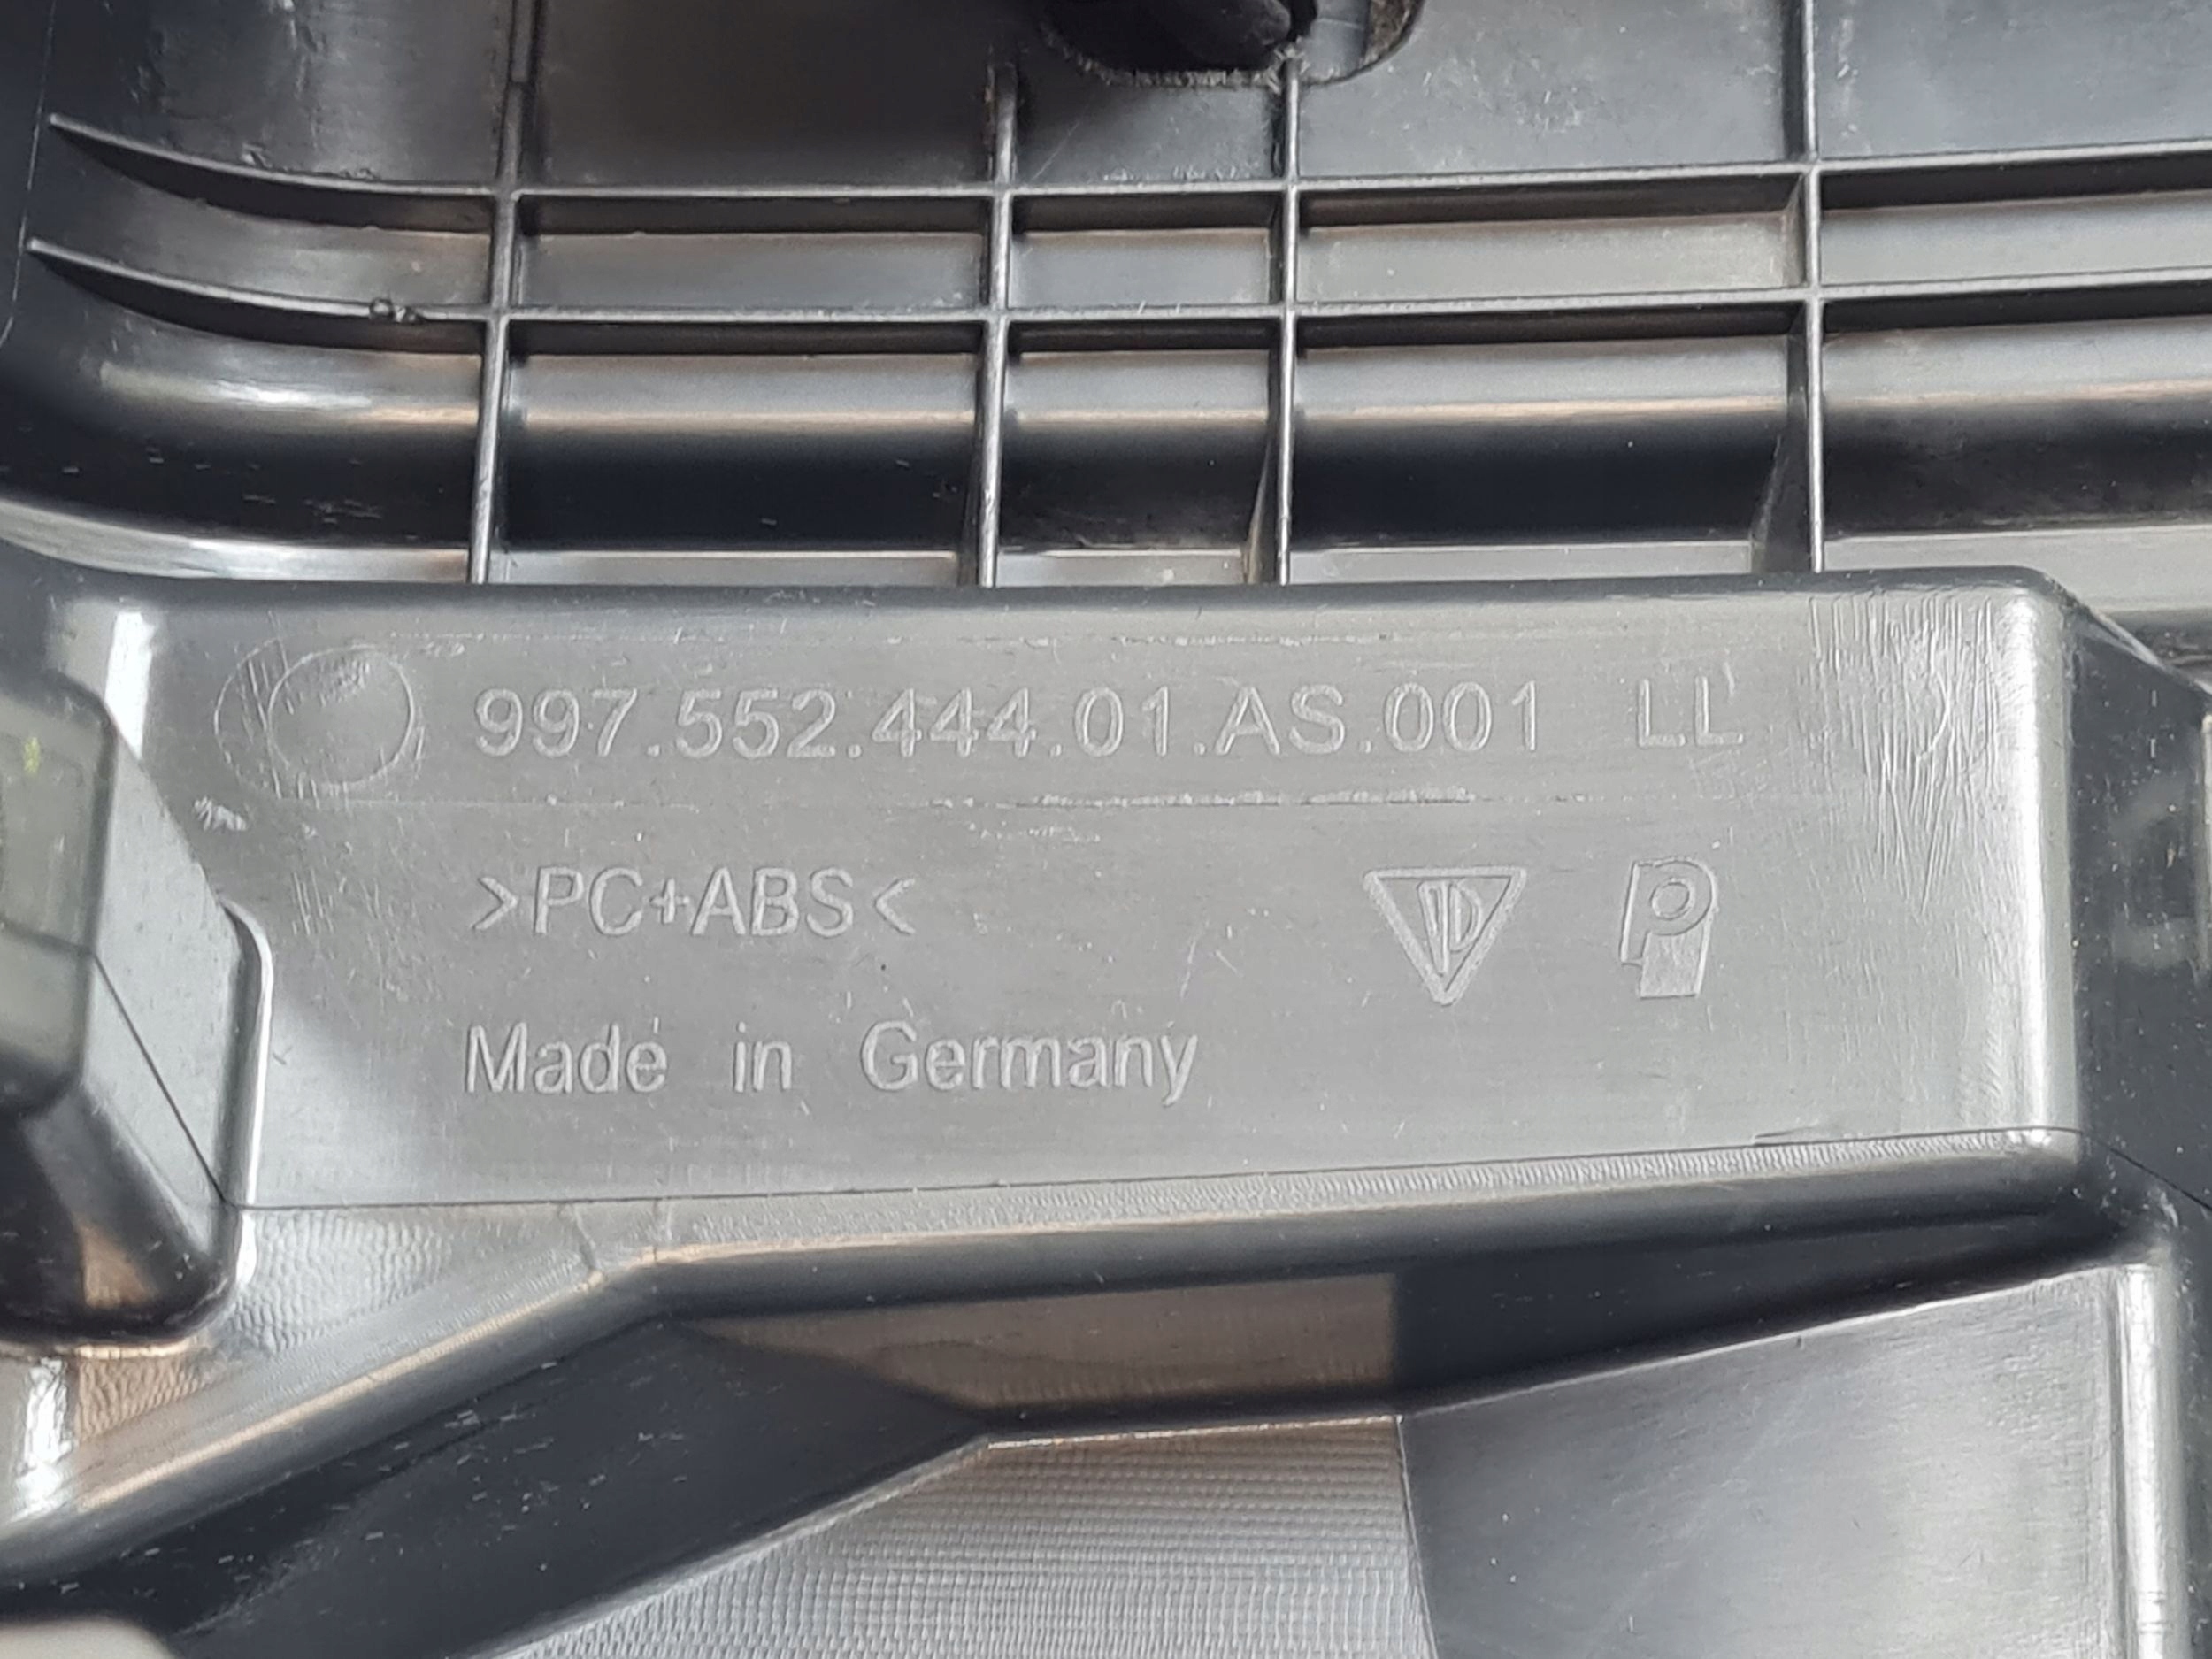 997.552.444.01.AS.001 LL
>PC+ABS<
Made in Germany